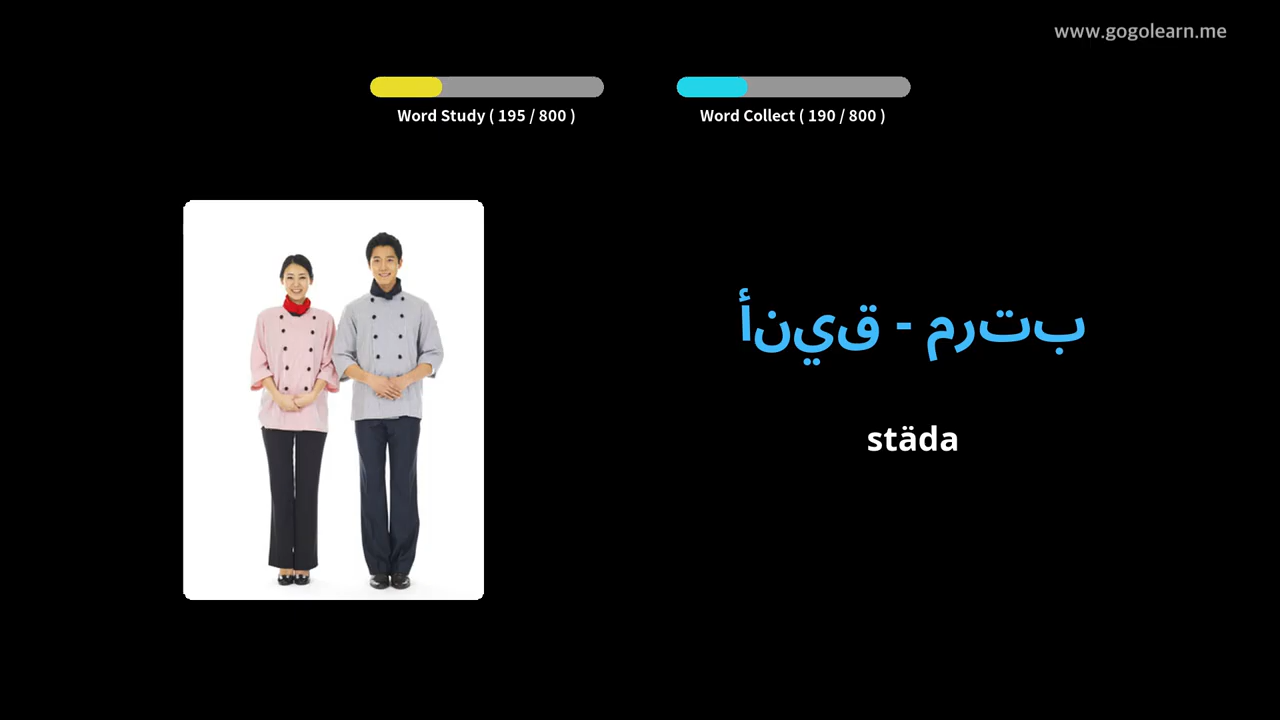 www.gogolearn.me
Word Study ( 195 / 800 )
Word Collect ( 190 / 800 )
أنيق - مرتب
städa